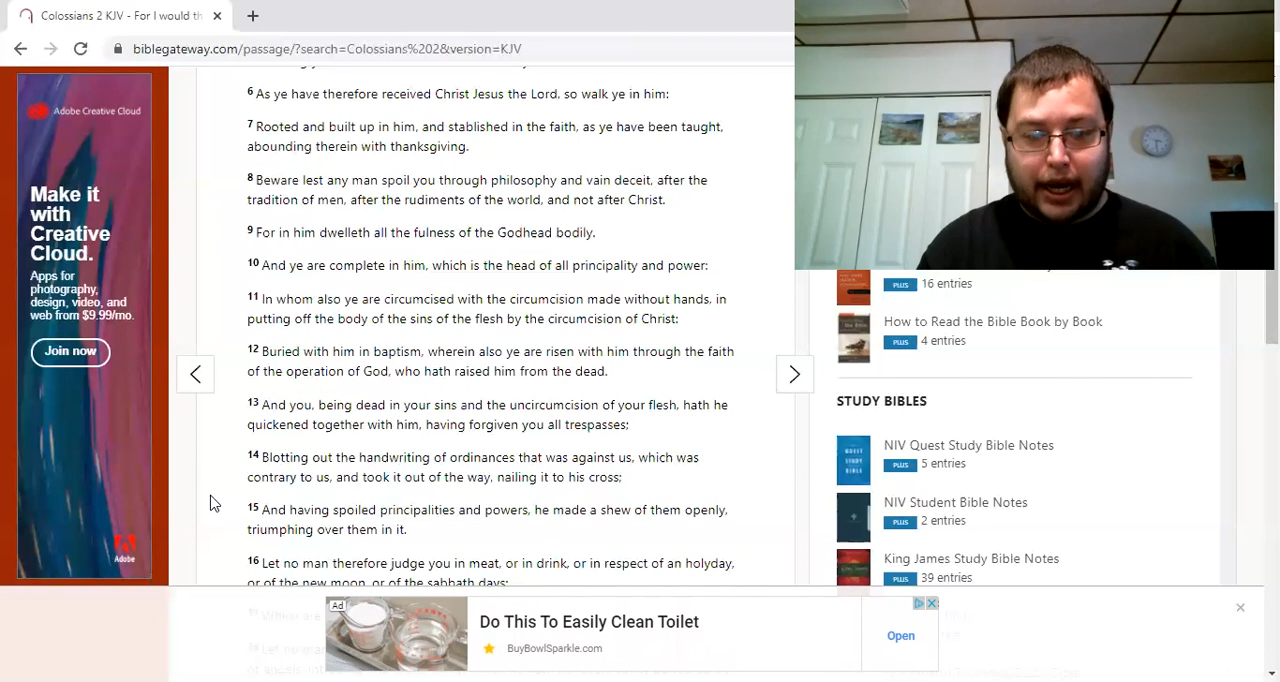 Colossians 2 KJV - For I would th
biblegateway.com/passage/?search=Colossians%202&version=KJV
Adobe Creative Cloud
Make it
with
Creative
Cloud.
Apps for
photography,
design, video, and
web from $9.99/mo.
Join now
Adobe
6 As ye have therefore received Christ Jesus the Lord, so walk ye in him:
7 Rooted and built up in him, and stablished in the faith, as ye have been taught,
abounding therein with thanksgiving.
8 Beware lest any man spoil you through philosophy and vain deceit, after the
tradition of men, after the rudiments of the world, and not after Christ.
9 For in him dwelleth all the fulness of the Godhead bodily.
10 And ye are complete in him, which is the head of all principality and power:
11 In whom also ye are circumcised with the circumcision made without hands, in
putting off the body of the sins of the flesh by the circumcision of Christ:
12 Buried with him in baptism, wherein also ye are risen with him through the faith
of the operation of God, who hath raised him from the dead.
13 And you, being dead in your sins and the uncircumcision of your flesh, hath he
quickened together with him, having forgiven you all trespasses;
14 Blotting out the handwriting of ordinances that was against us, which was
contrary to us, and took it out of the way, nailing it to his cross;
15 And having spoiled principalities and powers, he made a shew of them openly,
triumphing over them in it.
16 Let no man therefore judge you in meat, or in drink, or in respect of an holyday,
or of the new moon, or of the sabbath days:
PLUS 16 entries
How to Read the Bible Book by Book
PLUS 4 entries
STUDY BIBLES
NIV Quest Study Bible Notes
PLUS 5 entries
NIV Student Bible Notes
PLUS 2 entries
King James Study Bible Notes
PLUS 39 entries
Ad
Do This To Easily Clean Toilet
BuyBowlSparkle.com
Open